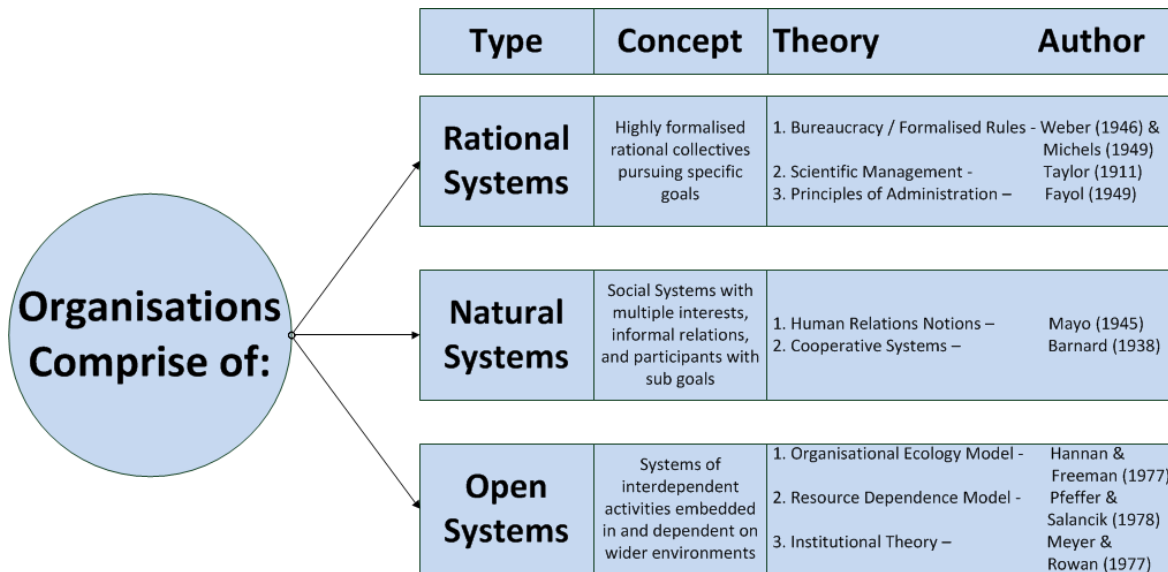 Type Concept Theory Author
Organisations
Comprise of:
Rational
Systems
Highly formalised
rational collectives
pursuing specific
goals
1. Bureaucracy / Formalised Rules - Weber (1946) &
Michels (1949)
2. Scientific Management - Taylor (1911)
3. Principles of Administration – Fayol (1949)
Natural
Systems
Social Systems with
multiple interests,
informal relations,
and participants with
sub goals
1. Human Relations Notions – Mayo (1945)
2. Cooperative Systems – Barnard (1938)
Open
Systems
Systems of
interdependent
activities embedded
in and dependent on
wider environments
1. Organisational Ecology Model - Hannan &
Freeman (1977)
2. Resource Dependence Model - Pfeffer &
Salancik (1978)
3. Institutional Theory – Meyer &
Rowan (1977)